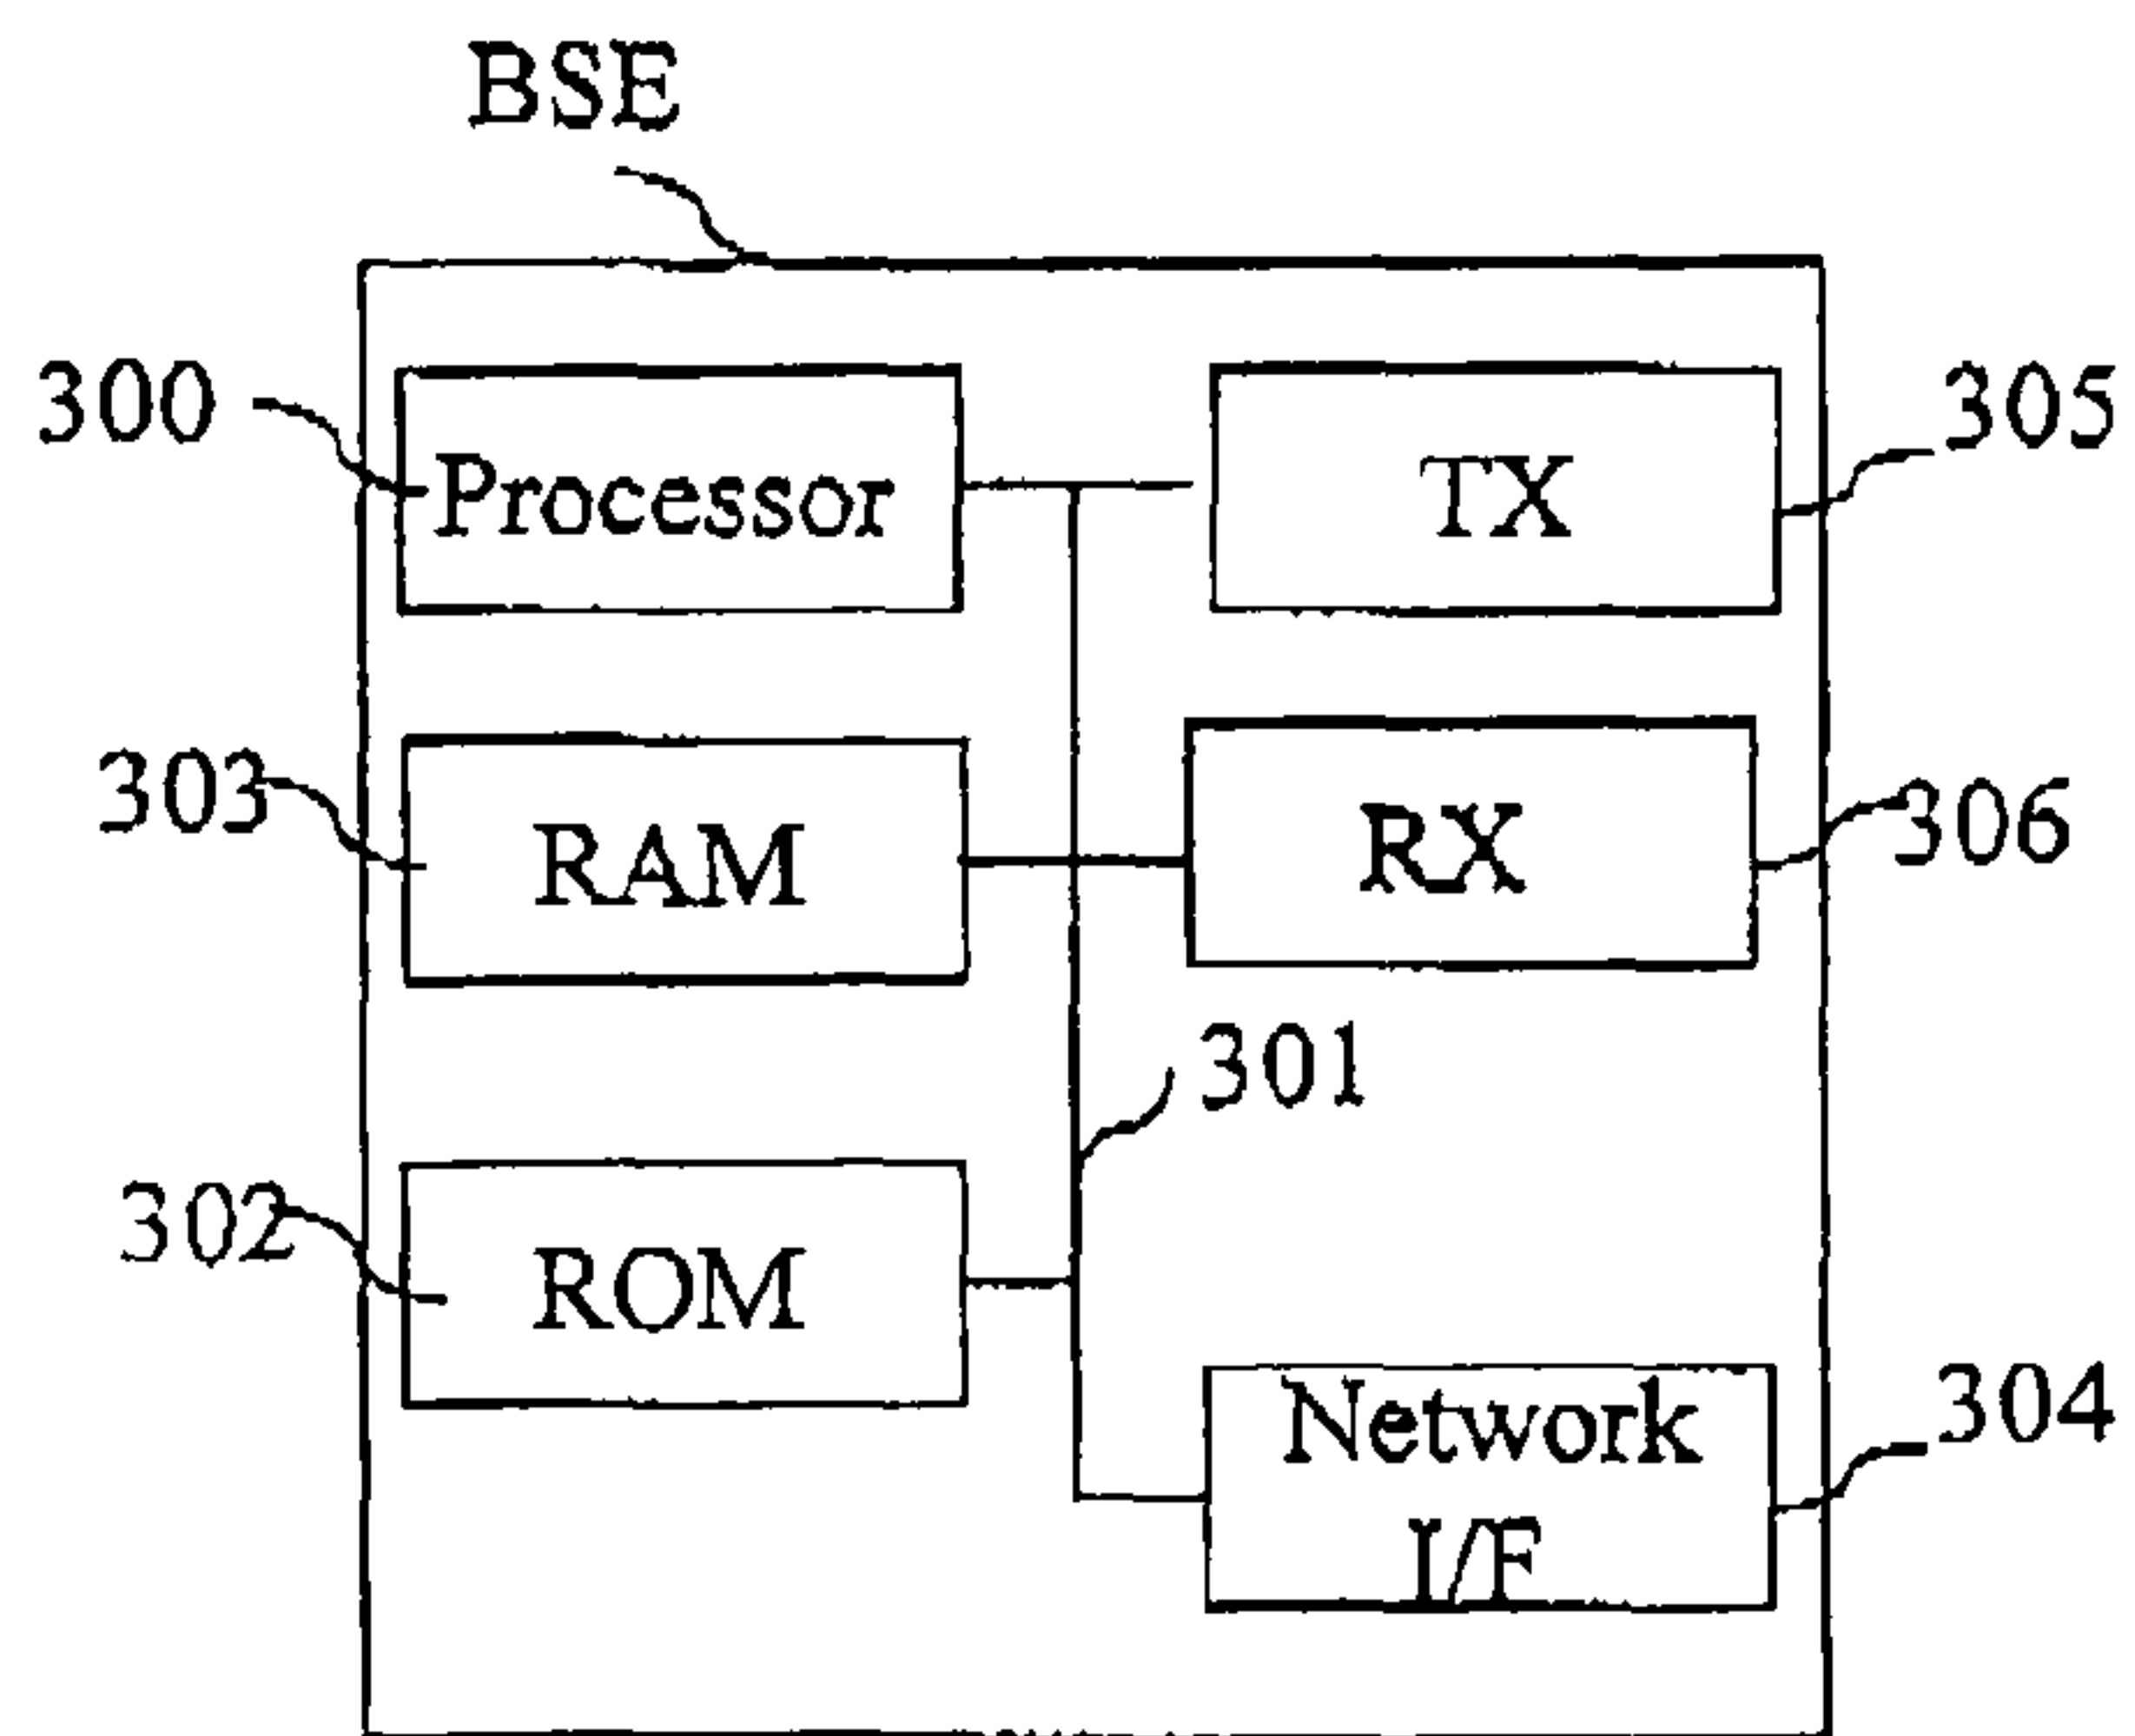 BSE
300
Processor
TX
305
303
RAM
RX
306
301
302
ROM
Network
I/F
304